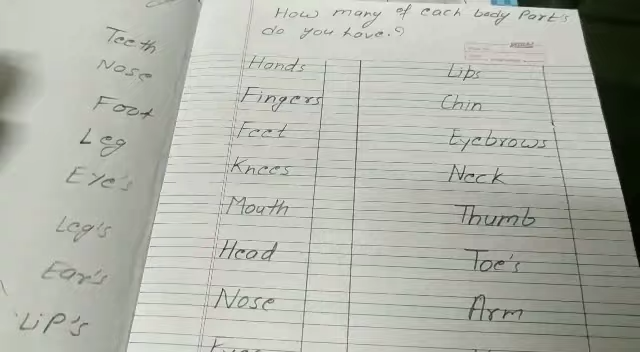 Teeth
Nose
Foot
Leg
Eye's
Leg's
Ear's
Lip's
How many of each body Part's
do you have.?
Hands
Fingers
Feet
Knees
Mouth
Head
Nose
Lips
Chin
Eyebrows
Neck
Thumb
Toe's
Arm